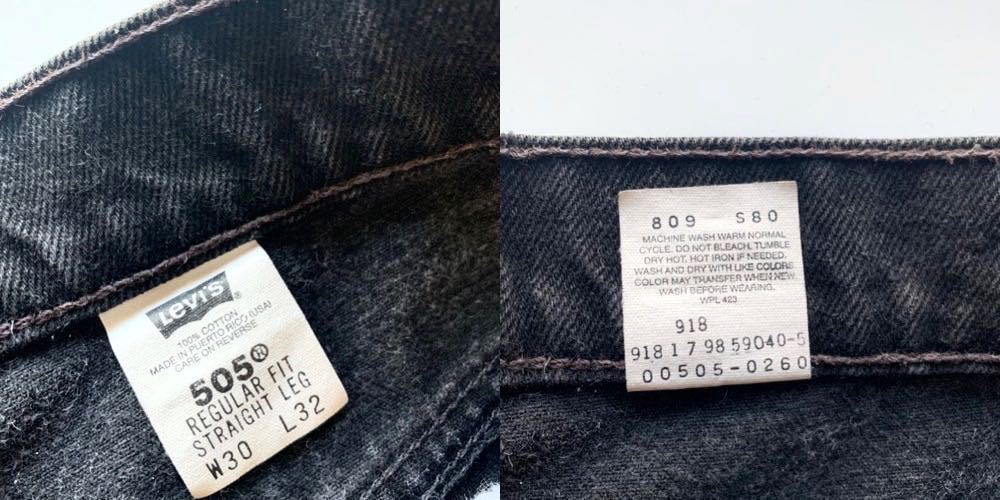 Levi's®
100% COTTON
MADE IN PUERTO RICO (USA)
CARE ON REVERSE
505®
REGULAR FIT
STRAIGHT LEG
W30 L32
809 S80
MACHINE WASH WARM NORMAL
CYCLE. DO NOT BLEACH. TUMBLE
DRY HOT. HOT IRON IF NEEDED.
WASH AND DRY WITH LIKE COLORS
COLOR MAY TRANSFER WHEN NEW.
WASH BEFORE WEARING.
WPL 423
918
918 1 7 98 59040-5
00505-0260